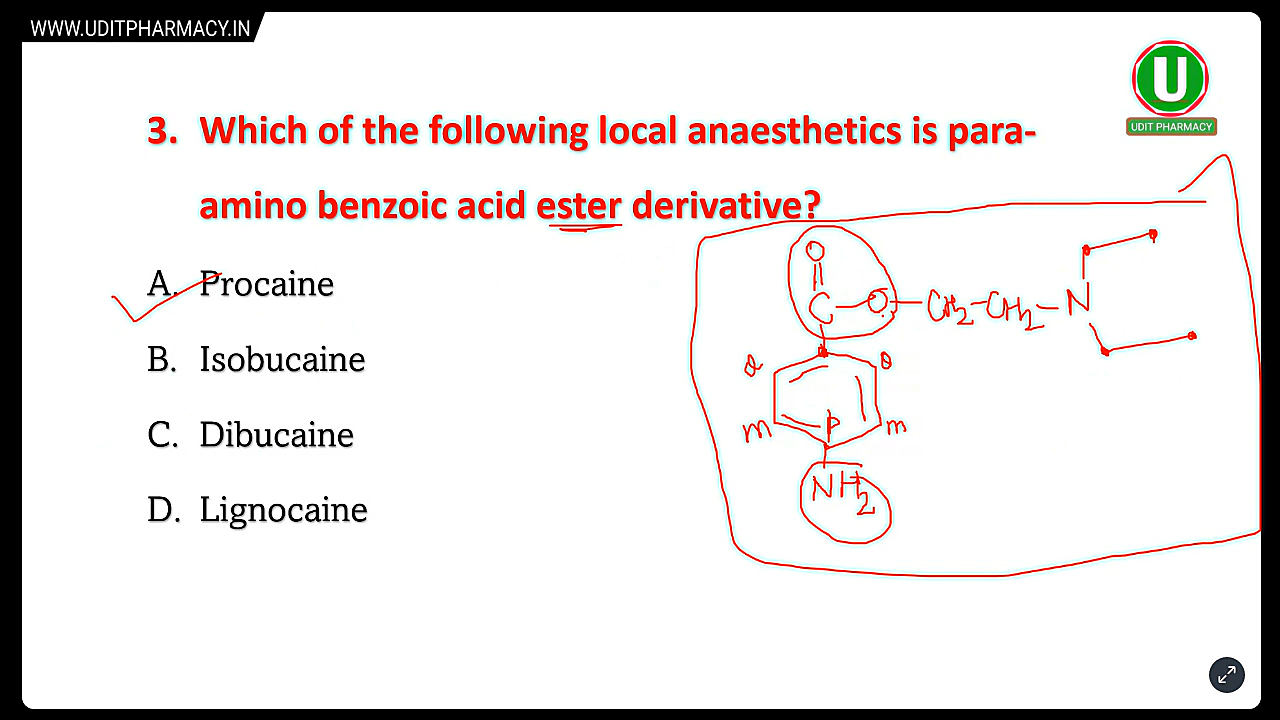 WWW.UDITPHARMACY.IN
U
UDIT PHARMACY
3. Which of the following local anaesthetics is para-
amino benzoic acid ester derivative?
A. Procaine
B. Isobucaine
C. Dibucaine
D. Lignocaine
O
C O CH2-CH2-N
o o
m P m
NH2